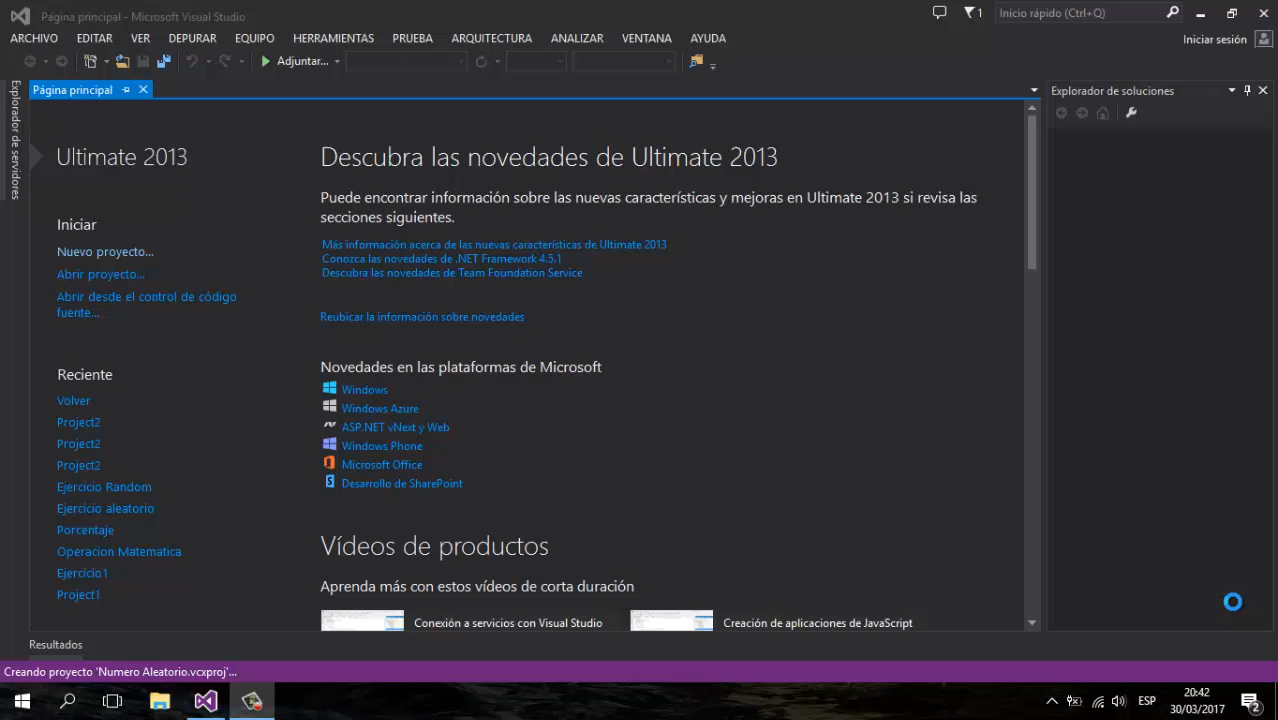 Página principal - Microsoft Visual Studio
1
Inicio rápido (Ctrl+Q)
ARCHIVO EDITAR VER DEPURAR EQUIPO HERRAMIENTAS PRUEBA ARQUITECTURA ANALIZAR VENTANA AYUDA
Iniciar sesión
Adjuntar...
Explorador de servidores
Página principal
Explorador de soluciones
Ultimate 2013
Iniciar
Nuevo proyecto...
Abrir proyecto...
Abrir desde el control de código
fuente...
Reciente
Volver
Project2
Project2
Project2
Ejercicio Random
Ejercicio aleatorio
Porcentaje
Operacion Matematica
Ejercicio1
Project1
Descubra las novedades de Ultimate 2013
Puede encontrar información sobre las nuevas características y mejoras en Ultimate 2013 si revisa las
secciones siguientes.
Más información acerca de las nuevas características de Ultimate 2013
Conozca las novedades de .NET Framework 4.5.1
Descubra las novedades de Team Foundation Service
Reubicar la información sobre novedades
Novedades en las plataformas de Microsoft
Windows
Windows Azure
ASP.NET vNext y Web
Windows Phone
Microsoft Office
Desarrollo de SharePoint
Vídeos de productos
Aprenda más con estos vídeos de corta duración
Conexión a servicios con Visual Studio
Creación de aplicaciones de JavaScript
Resultados
Creando proyecto 'Numero Aleatorio.vcxproj'...
ESP
20:42
30/03/2017
2